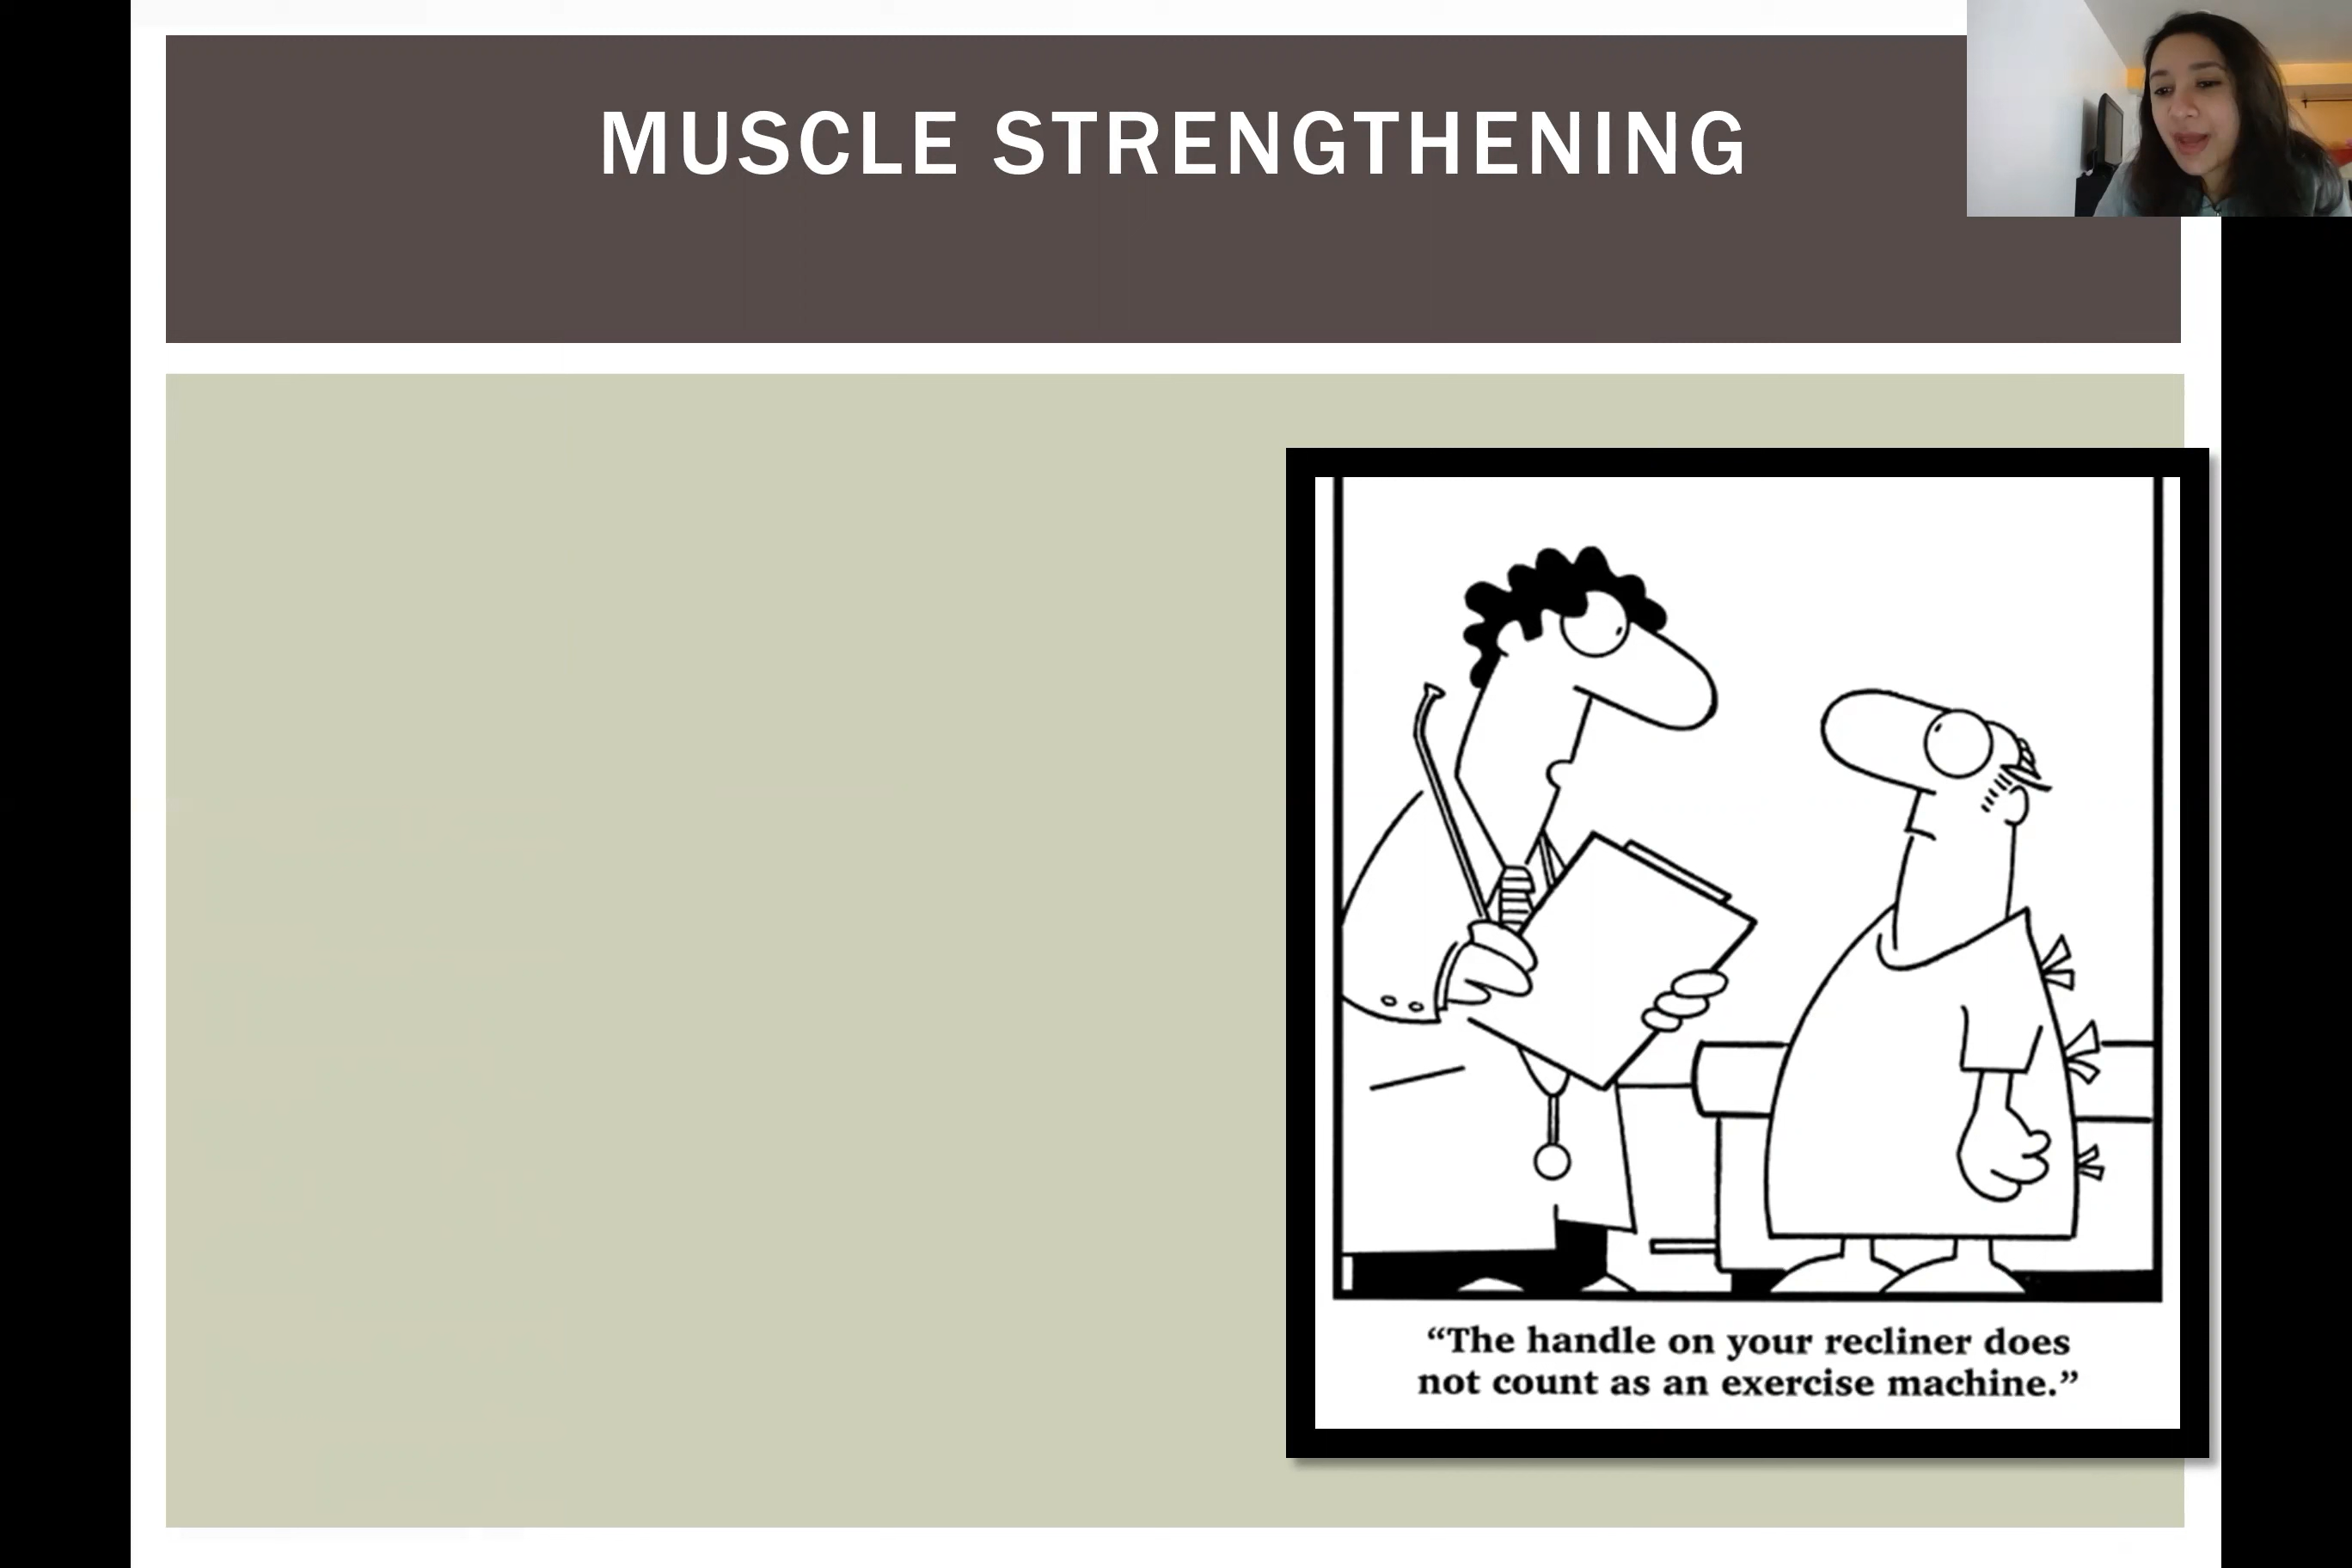 MUSCLE STRENGTHENING
“The handle on your recliner does
not count as an exercise machine.”